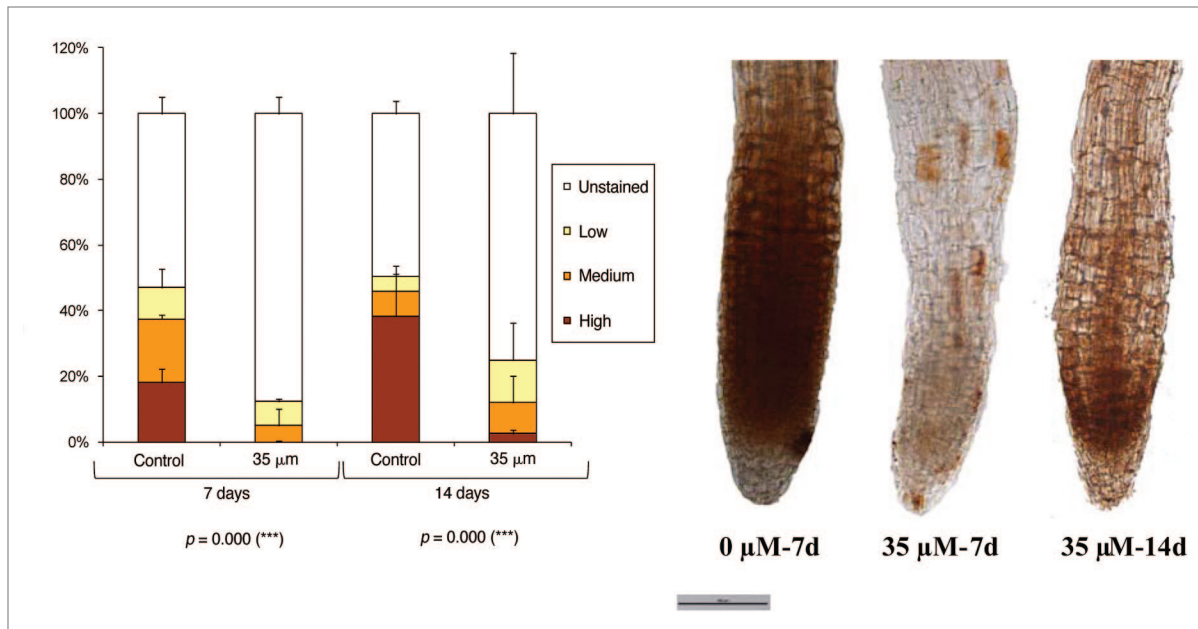 120%
100%
80%
60%
40%
20%
0%
Unstained
Low
Medium
High
Control
35 μm
Control
35 μm
7 days
14 days
p = 0.000 (***)
p = 0.000 (***)
0 μM-7d
35 μM-7d
35 μM-14d